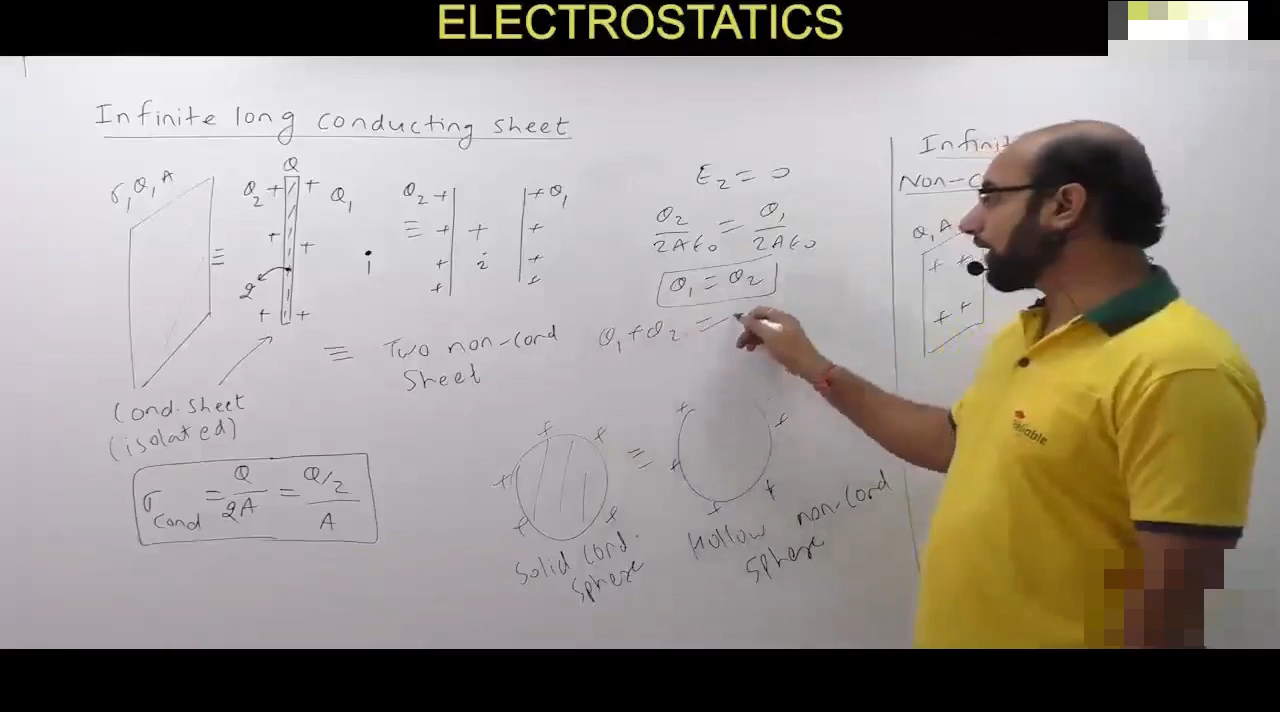 ELECTROSTATICS
Infinite long conducting sheet
σ, Q, A
Q
Q₂ + + Q₁
+ +
2
+ +
1
≡
≡
Q₂ + + Q₁
+ + +
2
+ +
+ +
≡ Two non-cond
sheet
Cond. sheet
(isolated)
σcond = Q/2A = Q/2/A
E₂ = 0
Q₂/2Aε₀ = Q₁/2Aε₀
Q₁ = Q₂
Q₁ + Q₂ =
+ + + + +
Solid cond.
sphere
≡
+ + + + +
Hollow non-cond
sphere
Q, A
+ +
+ +
Reliable